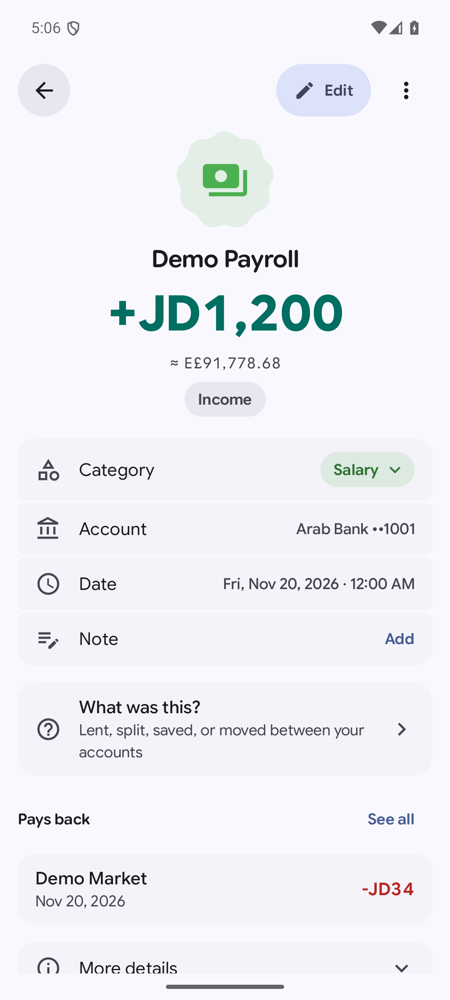 5:06
Edit
Demo Payroll
+JD1,200
≈ E£91,778.68
Income
Category
Salary
Account
Arab Bank ••1001
Date
Fri, Nov 20, 2026 · 12:00 AM
Note
Add
What was this?
Lent, split, saved, or moved between your
accounts
Pays back
See all
Demo Market
Nov 20, 2026
-JD34
More details